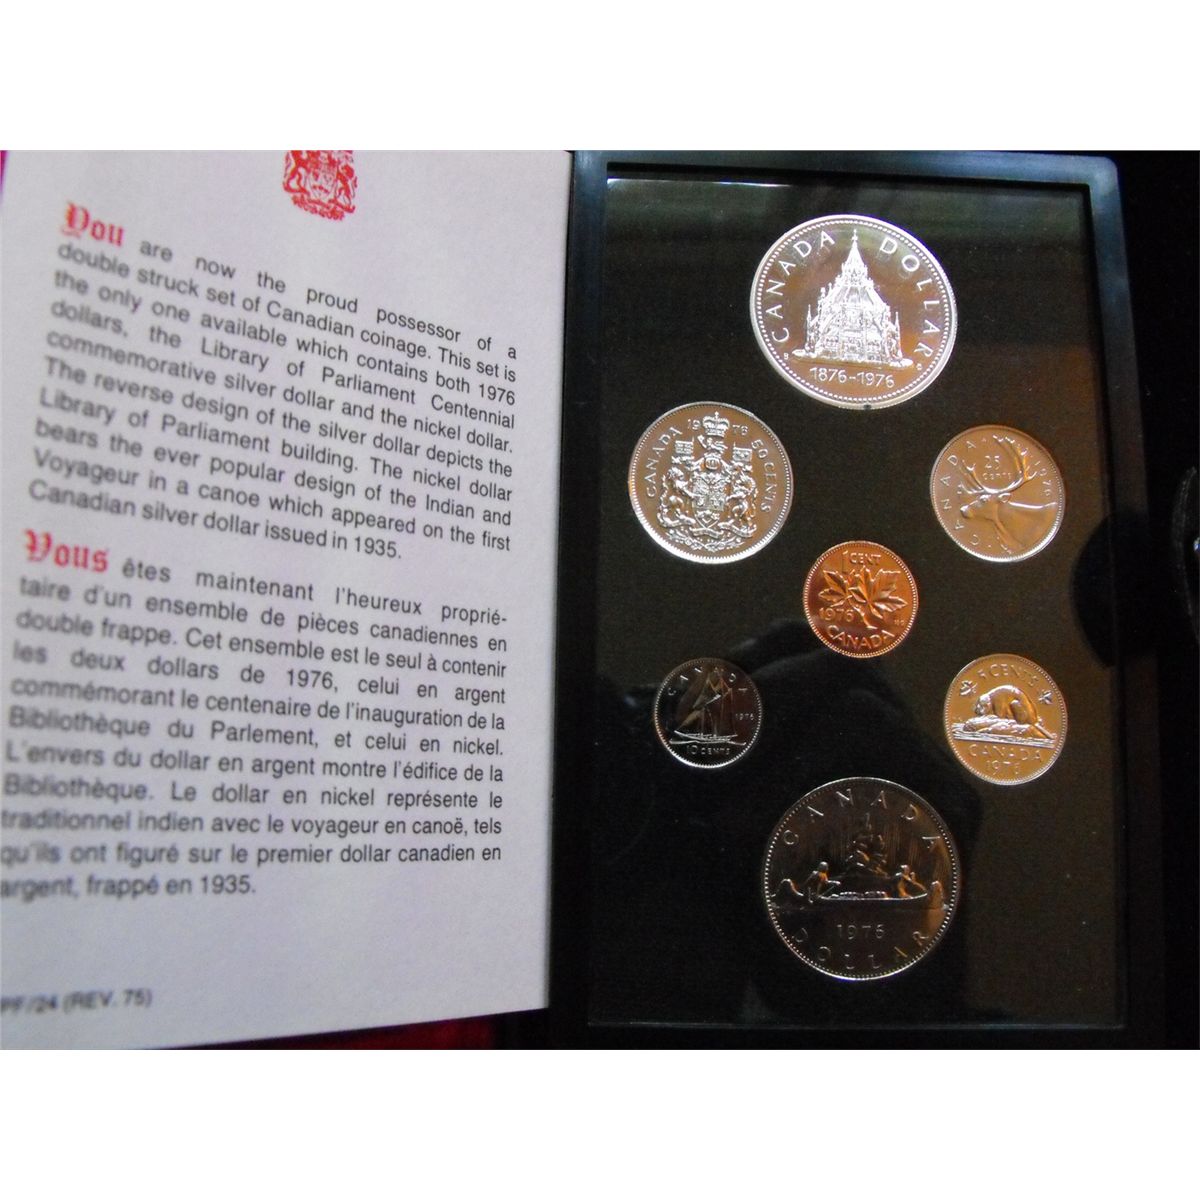 You are now the proud possessor of a
double struck set of Canadian coinage. This set is
the only one available which contains both 1976
dollars, the Library of Parliament Centennial
commemorative silver dollar and the nickel dollar.
The reverse design of the silver dollar depicts the
Library of Parliament building. The nickel dollar
bears the ever popular design of the Indian and
Voyageur in a canoe which appeared on the first
Canadian silver dollar issued in 1935.
Vous êtes maintenant l'heureux proprié-
taire d'un ensemble de pièces canadiennes en
double frappe. Cet ensemble est le seul à contenir
les deux dollars de 1976, celui en argent
commémorant le centenaire de l'inauguration de la
Bibliothèque du Parlement, et celui en nickel.
L'envers du dollar en argent montre l'édifice de la
Bibliothèque. Le dollar en nickel représente le
traditionnel indien avec le voyageur en canoë, tels
qu'ils ont figuré sur le premier dollar canadien en
argent, frappé en 1935.
PF/24 (REV. 75)
CANADA DOLLAR
1876-1976
CANADA 1976 50 CENTS
CANADA 1976
25
CENTS
1 CENT
1976
CANADA
CANADA
1976
10 CENTS
5 CENTS
CANADA
1976
CANADA
1976
DOLLAR